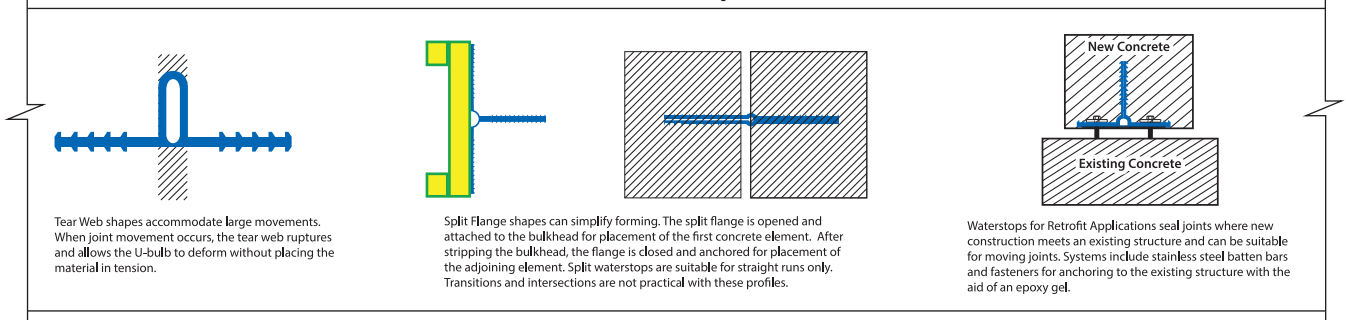 Tear Web shapes accommodate large movements.
When joint movement occurs, the tear web ruptures
and allows the U-bulb to deform without placing the
material in tension.
Split Flange shapes can simplify forming. The split flange is opened and
attached to the bulkhead for placement of the first concrete element. After
stripping the bulkhead, the flange is closed and anchored for placement of
the adjoining element. Split waterstops are suitable for straight runs only.
Transitions and intersections are not practical with these profiles.
New Concrete
Existing Concrete
Waterstops for Retrofit Applications seal joints where new
construction meets an existing structure and can be suitable
for moving joints. Systems include stainless steel batten bars
and fasteners for anchoring to the existing structure with the
aid of an epoxy gel.